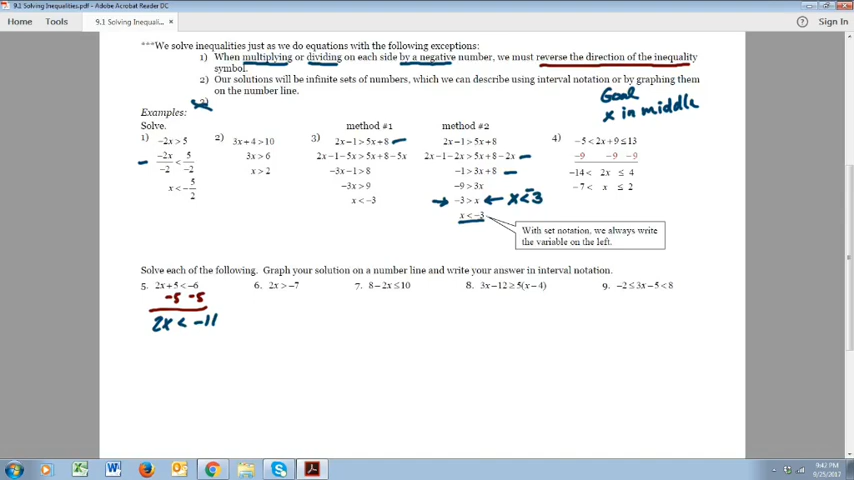 9.1 Solving Inequalities.pdf - Adobe Acrobat Reader DC
Home Tools 9.1 Solving Inequali... × Sign In
***We solve inequalities just as we do equations with the following exceptions:
1) When multiplying or dividing on each side by a negative number, we must reverse the direction of the inequality
symbol.
2) Our solutions will be infinite sets of numbers, which we can describe using interval notation or by graphing them
on the number line.
Goal
x in middle
Examples:
Solve. method #1 method #2
1) -2x > 5
-2x/-2 < 5/-2
x < -5/2
2) 3x + 4 > 10
3x > 6
x > 2
3) 2x - 1 > 5x + 8
2x - 1 - 5x > 5x + 8 - 5x
-3x - 1 > 8
-3x > 9
x < -3
2x - 1 > 5x + 8
2x - 1 - 2x > 5x + 8 - 2x
-1 > 3x + 8
-9 > 3x
-3 > x x < -3
x < -3
With set notation, we always write
the variable on the left.
4) -5 < 2x + 9 ≤ 13
-9 -9 -9
-14 < 2x ≤ 4
-7 < x ≤ 2
Solve each of the following. Graph your solution on a number line and write your answer in interval notation.
5. 2x + 5 < -6 6. 2x > -7 7. 8 - 2x ≤ 10 8. 3x - 12 ≥ 5(x - 4) 9. -2 ≤ 3x - 5 < 8
-5 -5
2x < -11
9:42 PM
9/25/2017